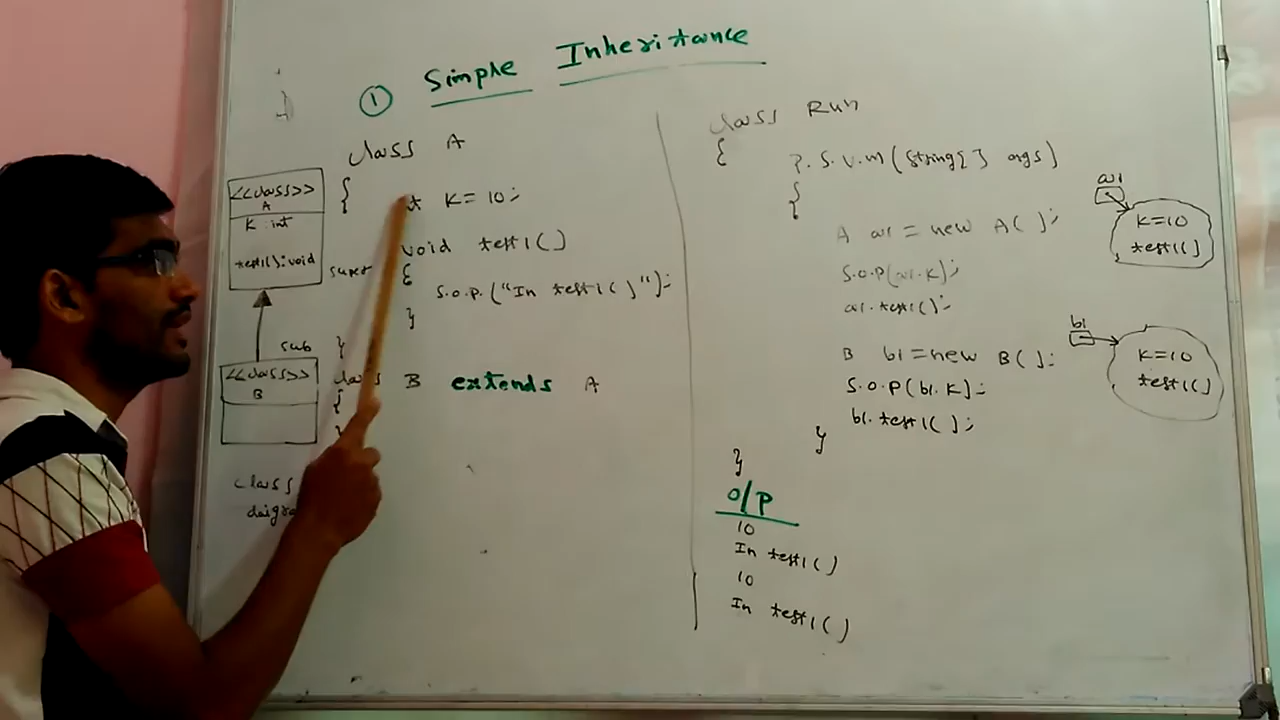 ① Simple Inheritance
<<class>>
A
K : int
test1() : void
super
sub
<<class>>
B
class
class A
{
K = 10;
void test1()
{
S.O.P.("In test1()");
}
}
class B extends A
{
}
class Run
{
P.S.V.M(String[] args)
{
A a1 = new A();
S.O.P(a1.K);
a1.test1();
B b1 = new B();
S.O.P(b1.K);
b1.test1();
}
}
O/P
10
In test1()
10
In test1()
a1
K=10
test1()
b1
K=10
test1()